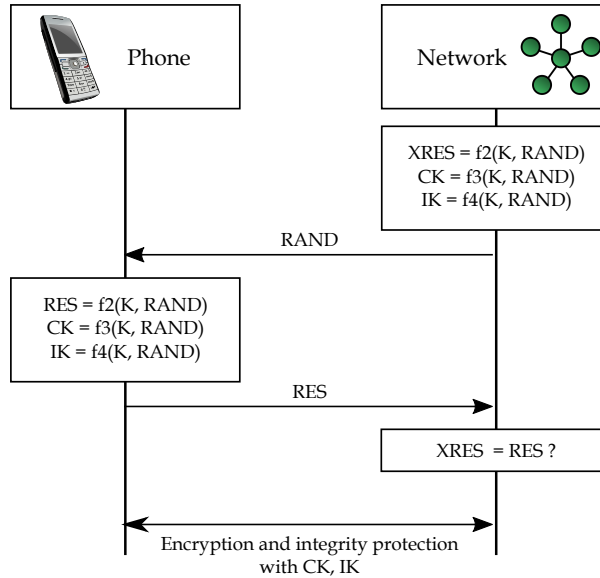 Phone
Network
XRES = f2(K, RAND)
CK = f3(K, RAND)
IK = f4(K, RAND)
RAND
RES = f2(K, RAND)
CK = f3(K, RAND)
IK = f4(K, RAND)
RES
XRES = RES ?
Encryption and integrity protection
with CK, IK